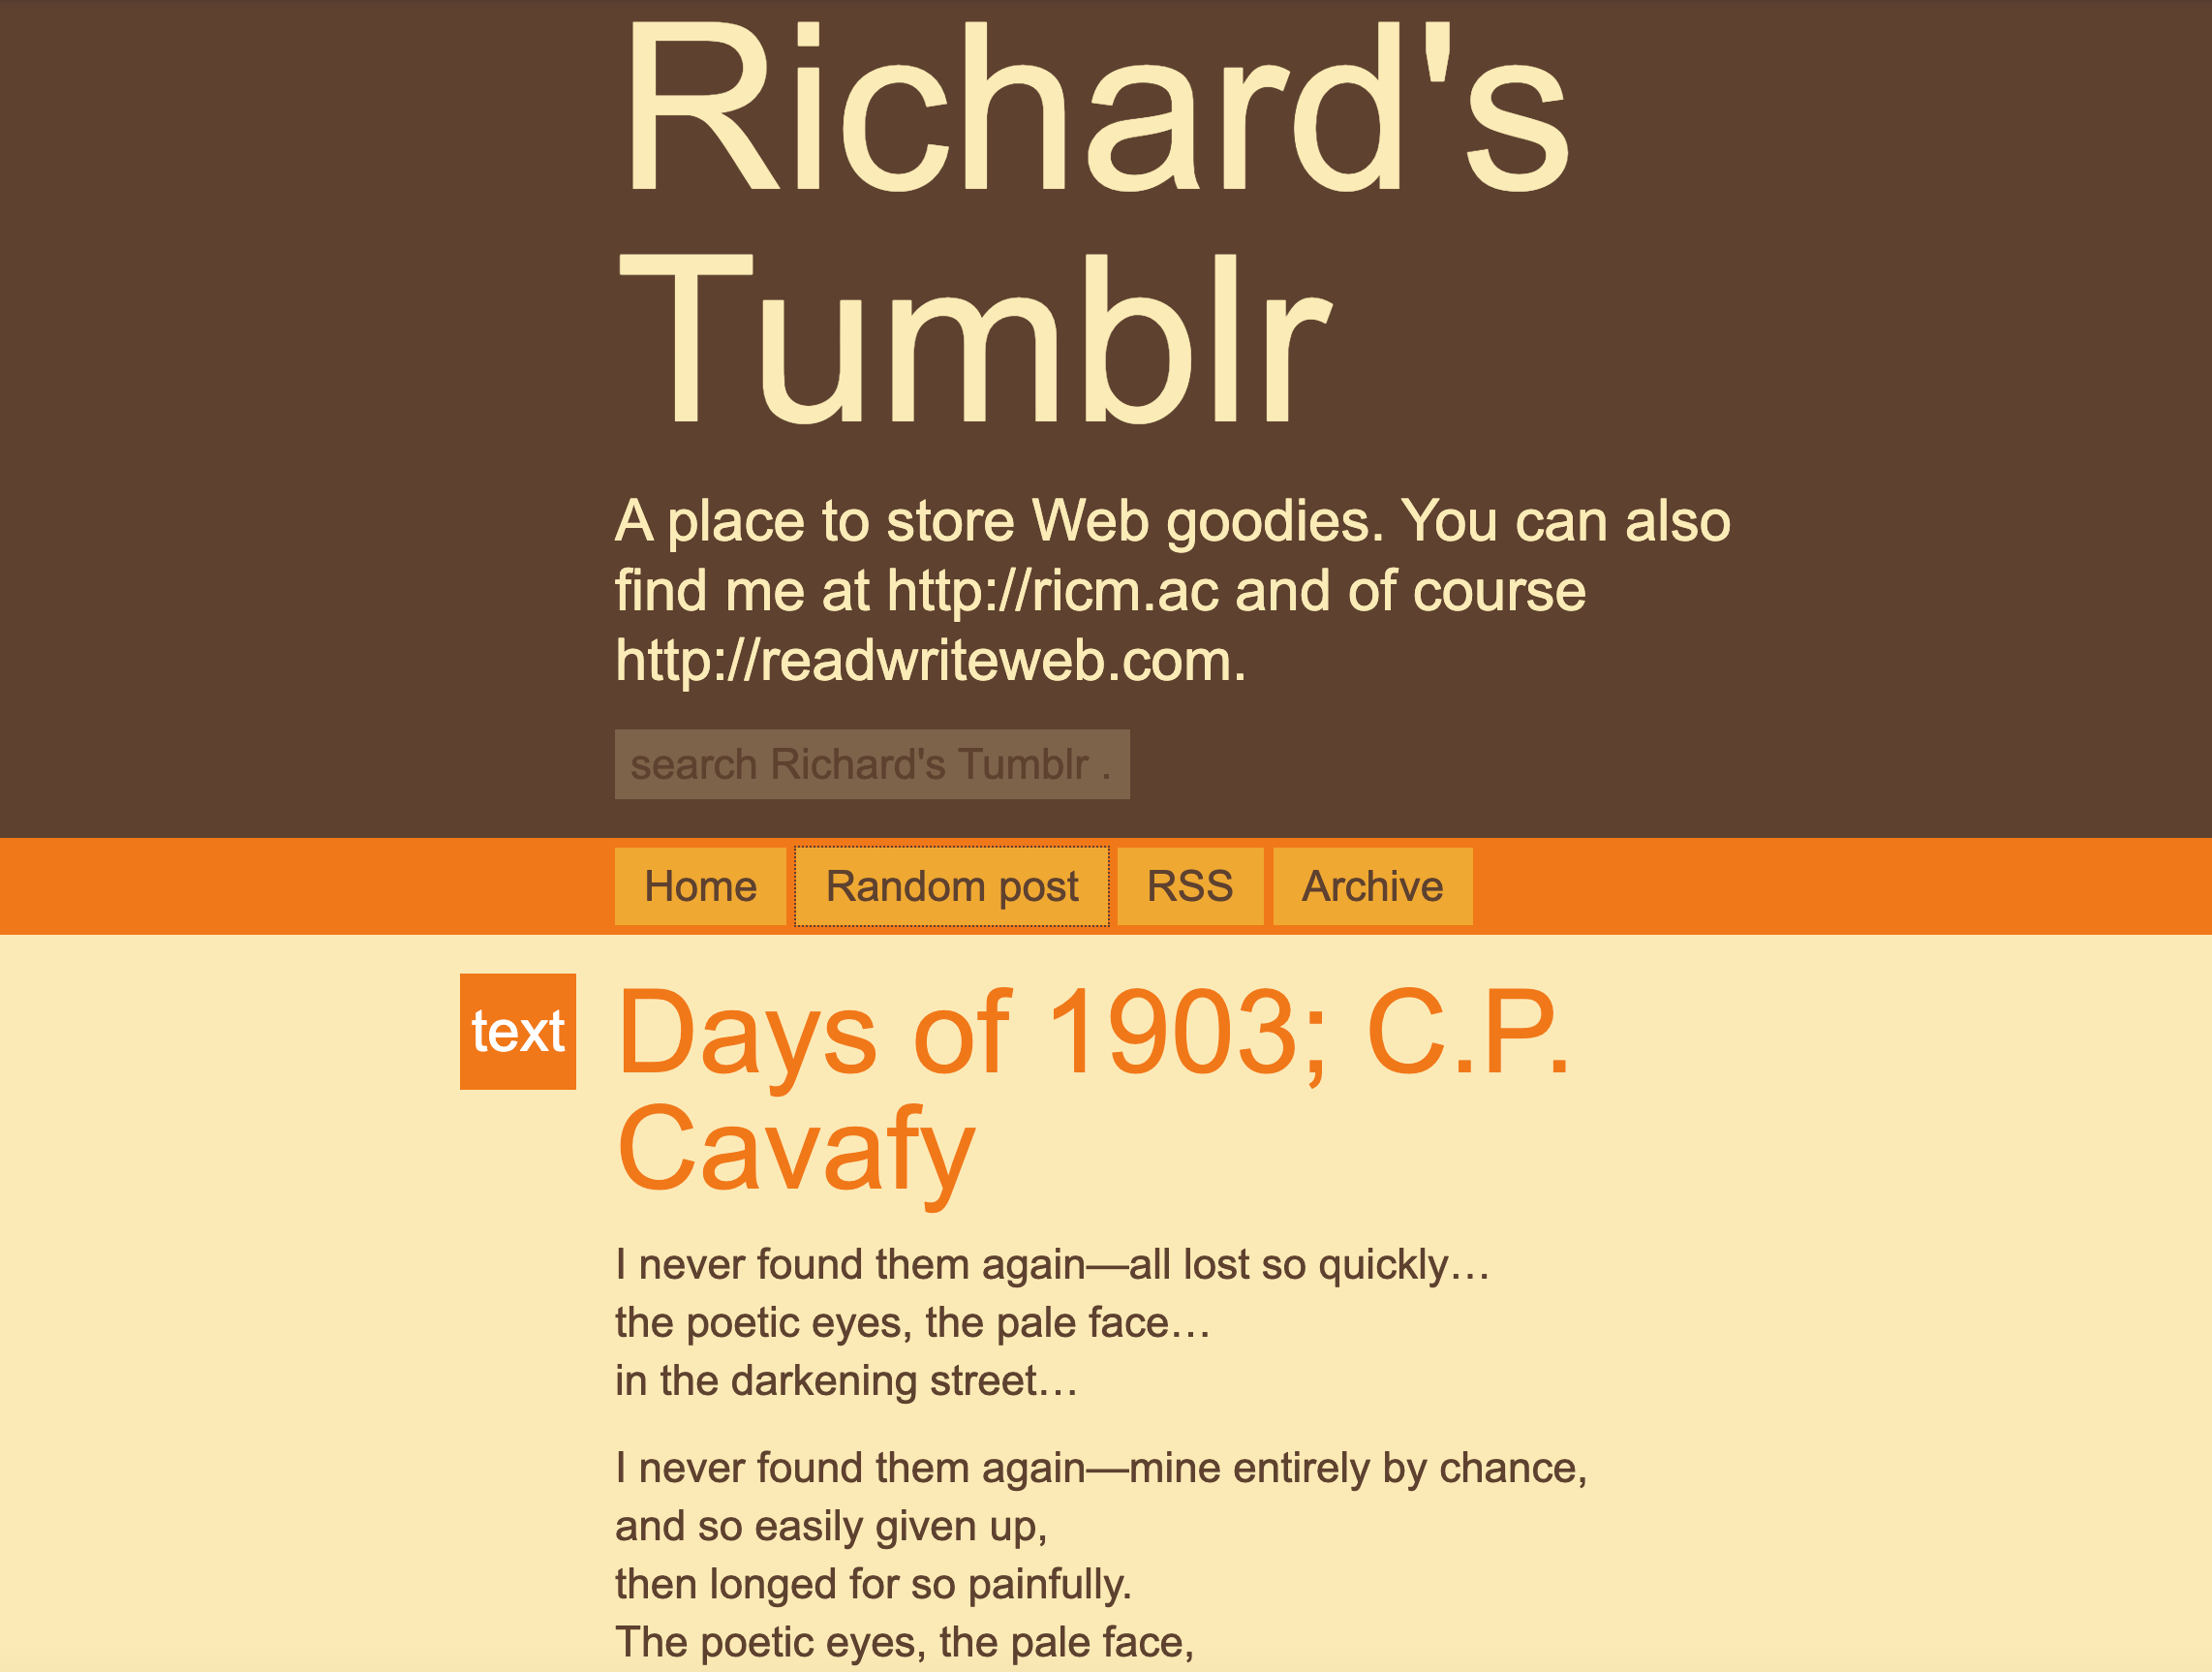 Richard's
Tumblr
A place to store Web goodies. You can also
find me at http://ricm.ac and of course
http://readwriteweb.com.
search Richard's Tumblr .
Home Random post RSS Archive
text
Days of 1903; C.P.
Cavafy
I never found them again—all lost so quickly…
the poetic eyes, the pale face…
in the darkening street…
I never found them again—mine entirely by chance,
and so easily given up,
then longed for so painfully.
The poetic eyes, the pale face,